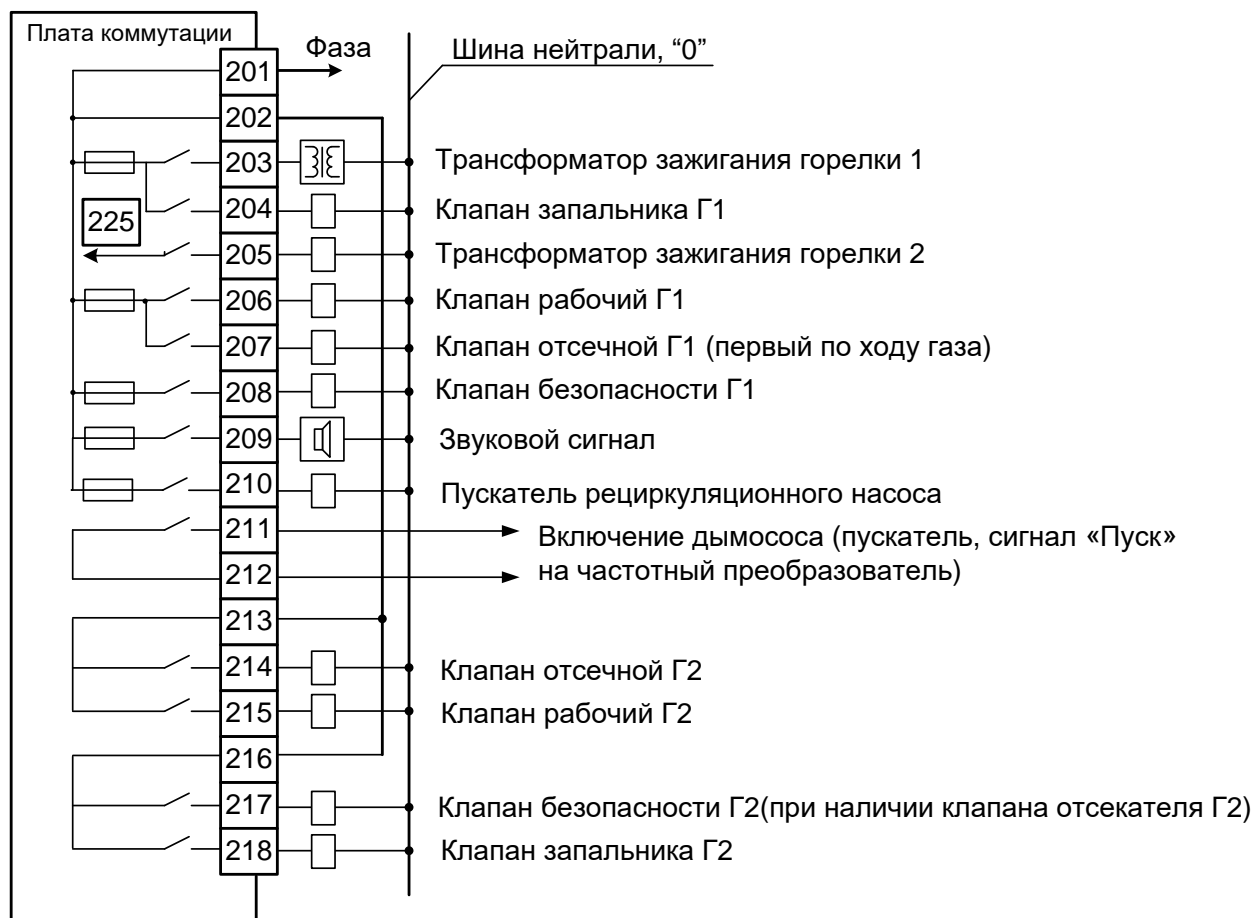 Плата коммутации
Фаза
Шина нейтрали, “0”
201
202
203
Трансформатор зажигания горелки 1
204
Клапан запальника Г1
225
205
Трансформатор зажигания горелки 2
206
Клапан рабочий Г1
207
Клапан отсечной Г1 (первый по ходу газа)
208
Клапан безопасности Г1
209
Звуковой сигнал
210
Пускатель рециркуляционного насоса
211
Включение дымососа (пускатель, сигнал «Пуск»
на частотный преобразователь)
212
213
214
Клапан отсечной Г2
215
Клапан рабочий Г2
216
217
Клапан безопасности Г2(при наличии клапана отсекателя Г2)
218
Клапан запальника Г2